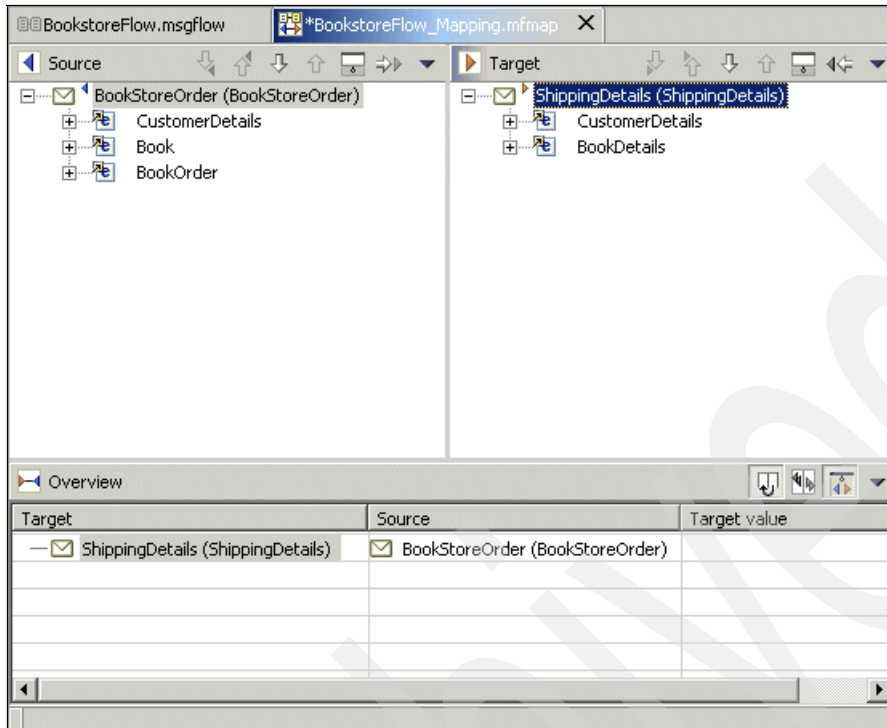 BookstoreFlow.msgflow *BookstoreFlow_Mapping.mfmap X
Source
BookStoreOrder (BookStoreOrder)
CustomerDetails
Book
BookOrder
Target
ShippingDetails (ShippingDetails)
CustomerDetails
BookDetails
Overview
Target Source Target value
ShippingDetails (ShippingDetails) BookStoreOrder (BookStoreOrder)